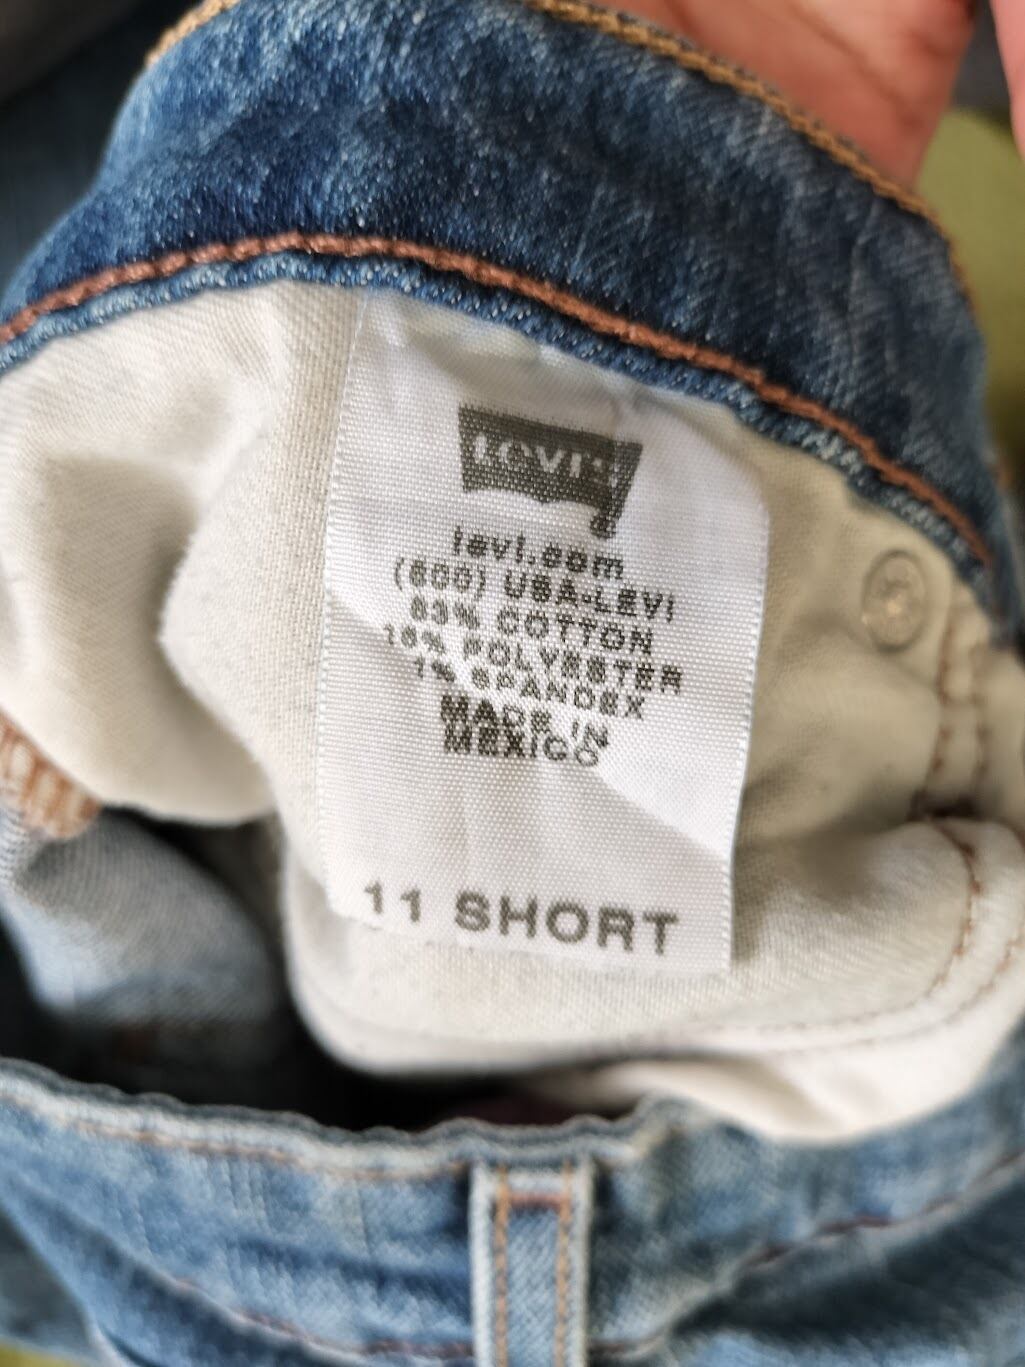 Levi's
levi.com
(800) USA-LEVI
83% COTTON
16% POLYESTER
1% SPANDEX
MADE IN
MEXICO
11 SHORT